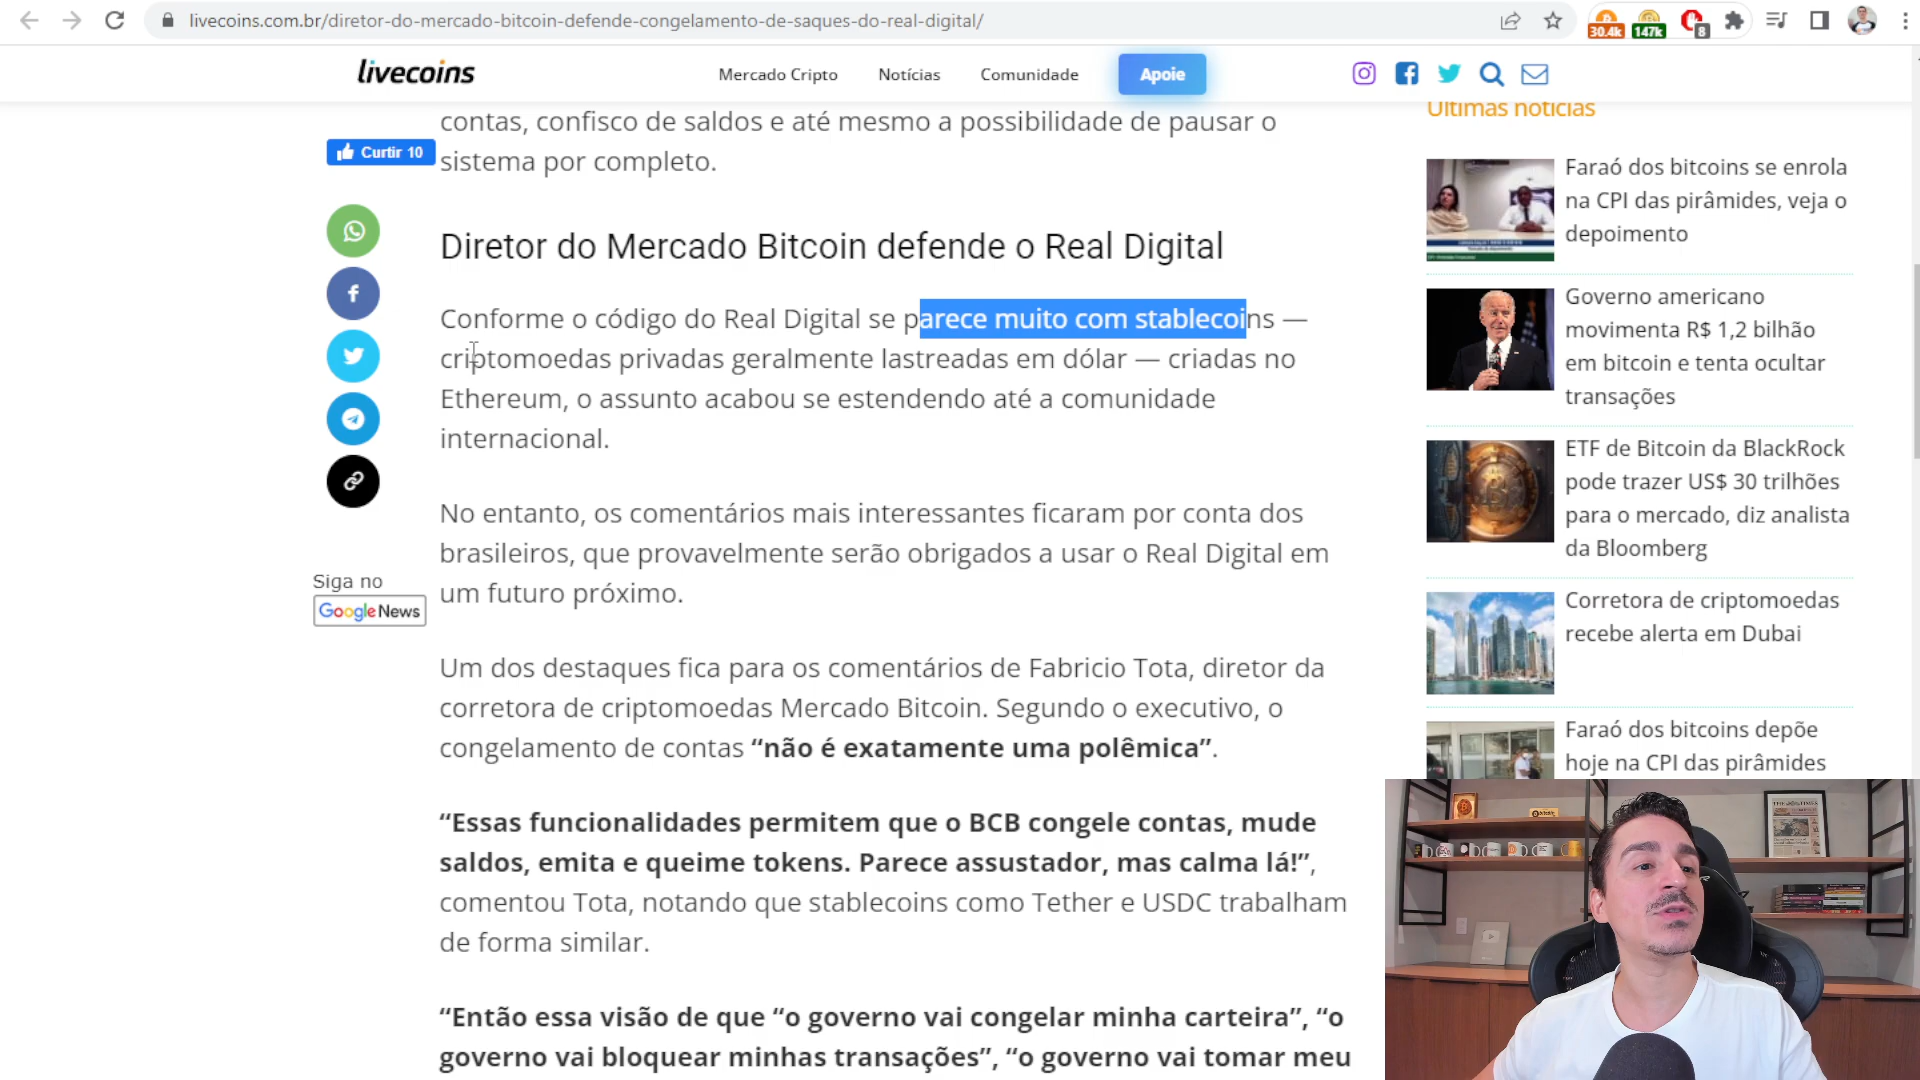 livecoins.com.br/diretor-do-mercado-bitcoin-defende-congelamento-de-saques-do-real-digital/
30.4k
147k
8
livecoins
Mercado Cripto
Notícias
Comunidade
Apoie
contas, confisco de saldos e até mesmo a possibilidade de pausar o
sistema por completo.
Curtir 10
Diretor do Mercado Bitcoin defende o Real Digital
Conforme o código do Real Digital se parece muito com stablecoins —
criptomoedas privadas geralmente lastreadas em dólar — criadas no
Ethereum, o assunto acabou se estendendo até a comunidade
internacional.
No entanto, os comentários mais interessantes ficaram por conta dos
brasileiros, que provavelmente serão obrigados a usar o Real Digital em
um futuro próximo.
Siga no
Google News
Um dos destaques fica para os comentários de Fabricio Tota, diretor da
corretora de criptomoedas Mercado Bitcoin. Segundo o executivo, o
congelamento de contas “não é exatamente uma polêmica”.
“Essas funcionalidades permitem que o BCB congele contas, mude
saldos, emita e queime tokens. Parece assustador, mas calma lá!”,
comentou Tota, notando que stablecoins como Tether e USDC trabalham
de forma similar.
“Então essa visão de que “o governo vai congelar minha carteira”, “o
governo vai bloquear minhas transações”, “o governo vai tomar meu
Últimas notícias
Faraó dos bitcoins se enrola
na CPI das pirâmides, veja o
depoimento
Governo americano
movimenta R$ 1,2 bilhão
em bitcoin e tenta ocultar
transações
ETF de Bitcoin da BlackRock
pode trazer US$ 30 trilhões
para o mercado, diz analista
da Bloomberg
Corretora de criptomoedas
recebe alerta em Dubai
Faraó dos bitcoins depõe
hoje na CPI das pirâmides